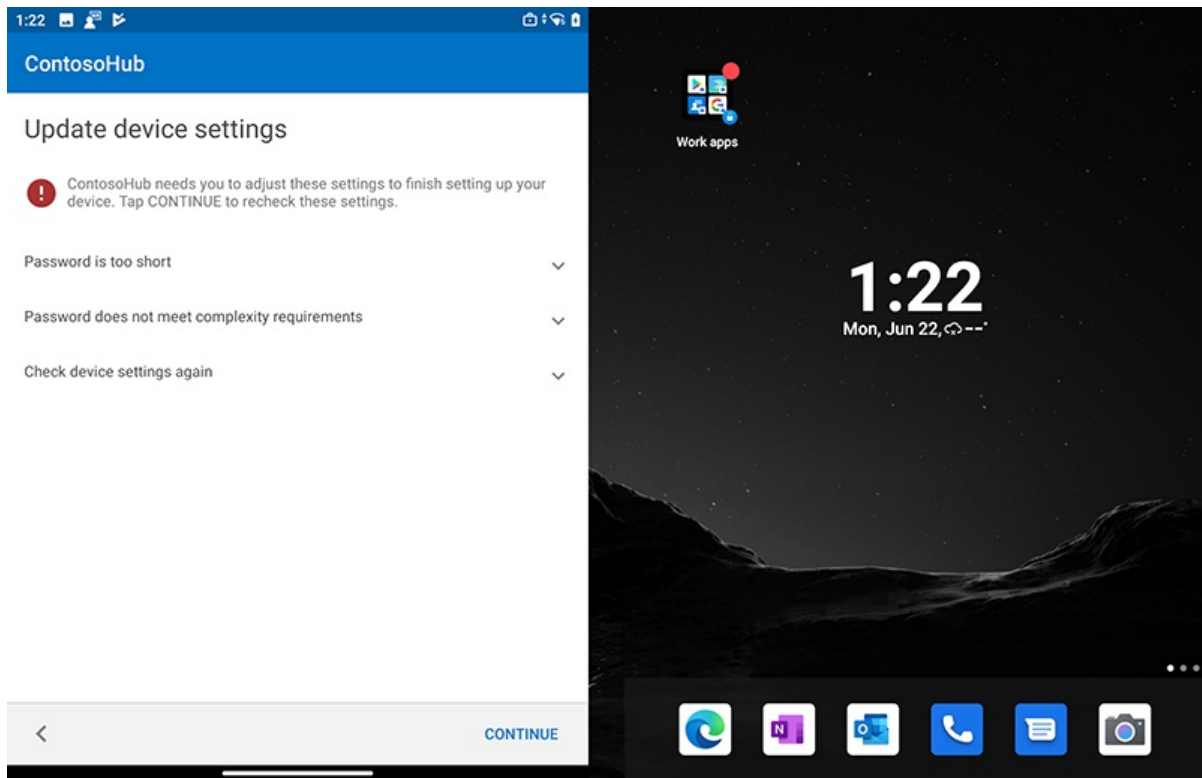 1:22
ContosoHub
Update device settings
ContosoHub needs you to adjust these settings to finish setting up your
device. Tap CONTINUE to recheck these settings.
Password is too short
Password does not meet complexity requirements
Check device settings again
CONTINUE
Work apps
1:22
Mon, Jun 22, --°